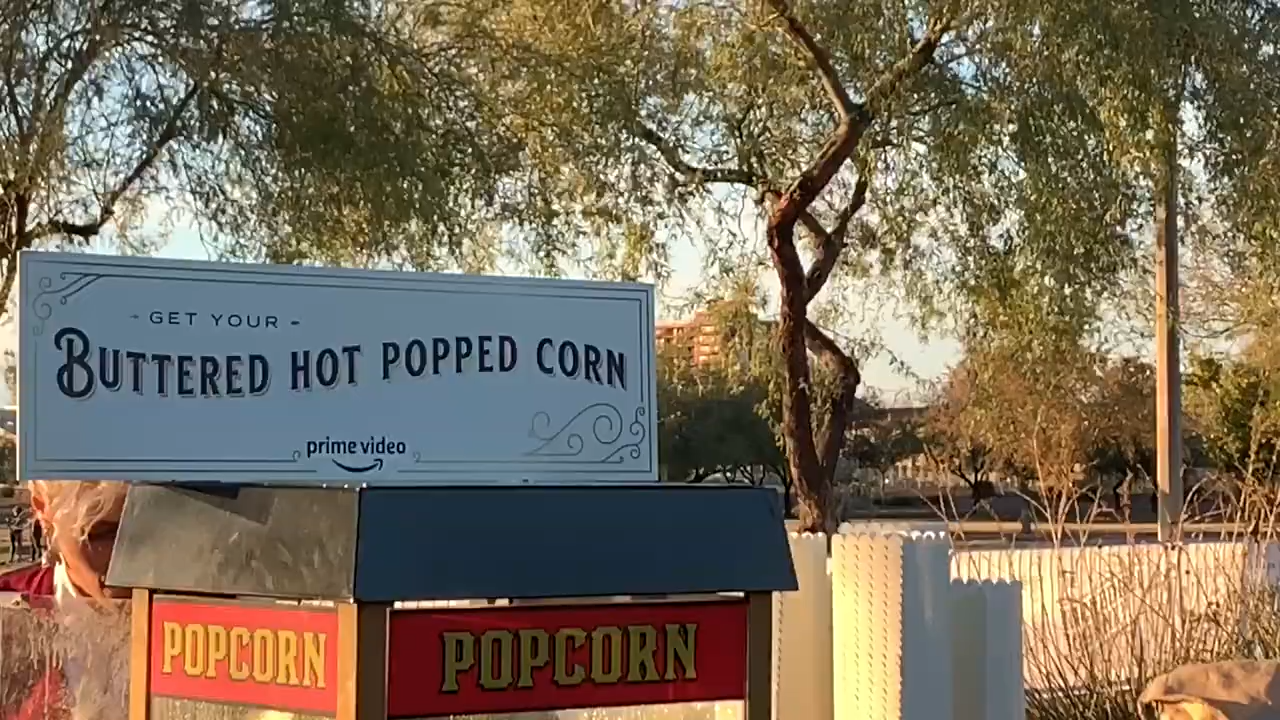 - GET YOUR -
BUTTERED HOT POPPED CORN
prime video
POPCORN
POPCORN